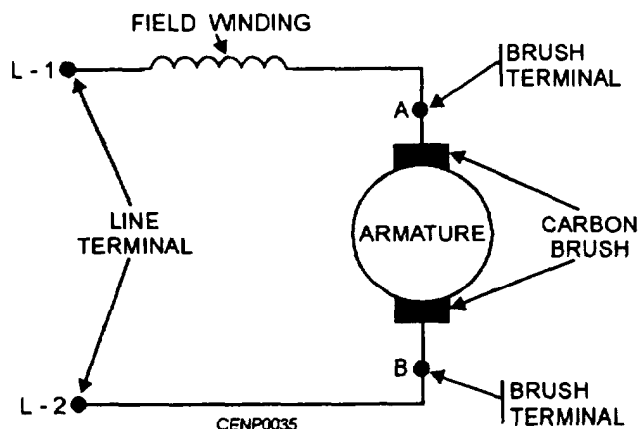 FIELD WINDING
L - 1
BRUSH
TERMINAL
A
LINE
TERMINAL
ARMATURE
CARBON
BRUSH
B
L - 2
BRUSH
TERMINAL
CENP0035